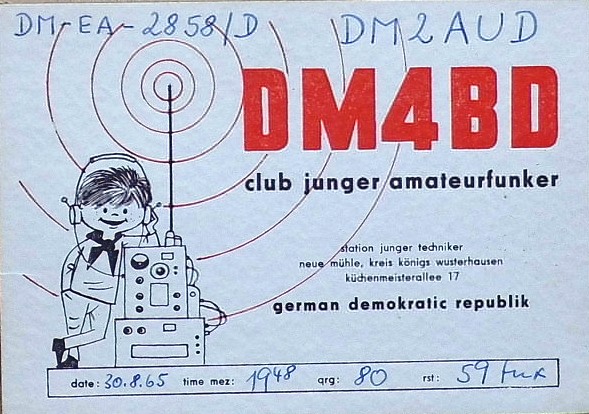 DM-EA-2858/D DM2AUD
DM4BD
club junger amateurfunker
station junger techniker
neue mühle, kreis königs wusterhausen
küchenmeisterallee 17
german demokratic republik
date: 30.8.65 time mez: 1948 qrg: 80 rst: 59 tnx